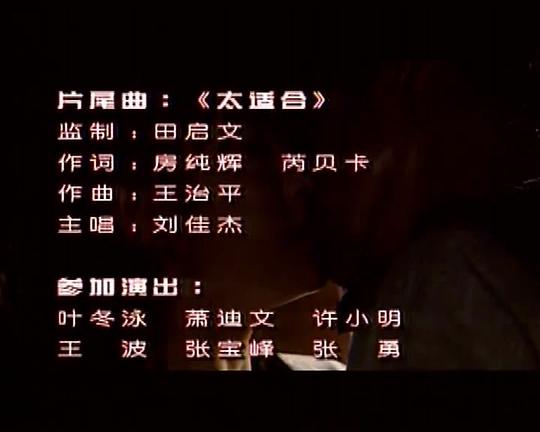 片尾曲：《太适合》
监制：田启文
作词：房纯辉 芮贝卡
作曲：王治平
主唱：刘佳杰
参加演出：
叶冬泳 萧迪文 许小明
王 波 张宝峰 张 勇